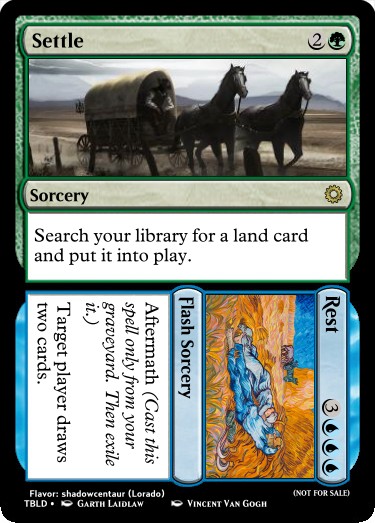 Settle 2
Sorcery
Search your library for a land card
and put it into play.
Rest 3
Flash Sorcery
Aftermath (Cast this
spell only from your
graveyard. Then exile
it.)
Target player draws
two cards.
Flavor: shadowcentaur (Lorado)
(NOT FOR SALE)
TBLD • GARTH LAIDLAW VINCENT VAN GOGH